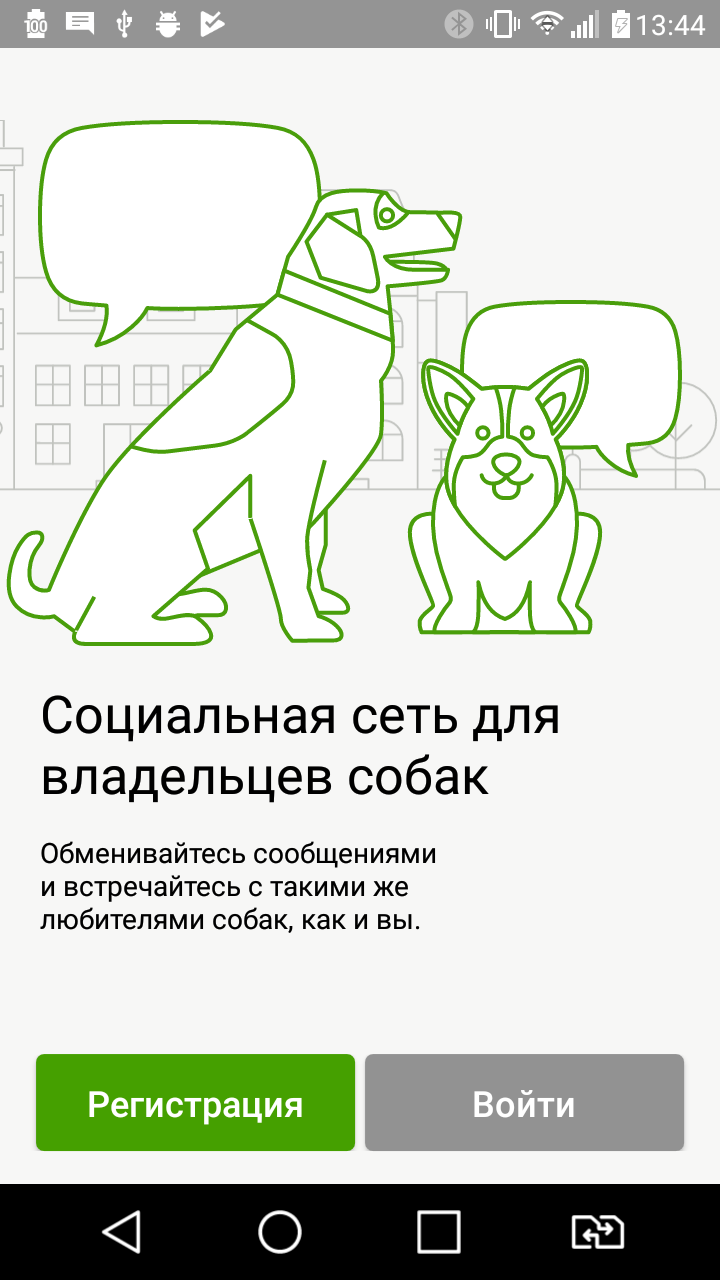 100
13:44
Социальная сеть для
владельцев собак
Обменивайтесь сообщениями
и встречайтесь с такими же
любителями собак, как и вы.
Регистрация
Войти